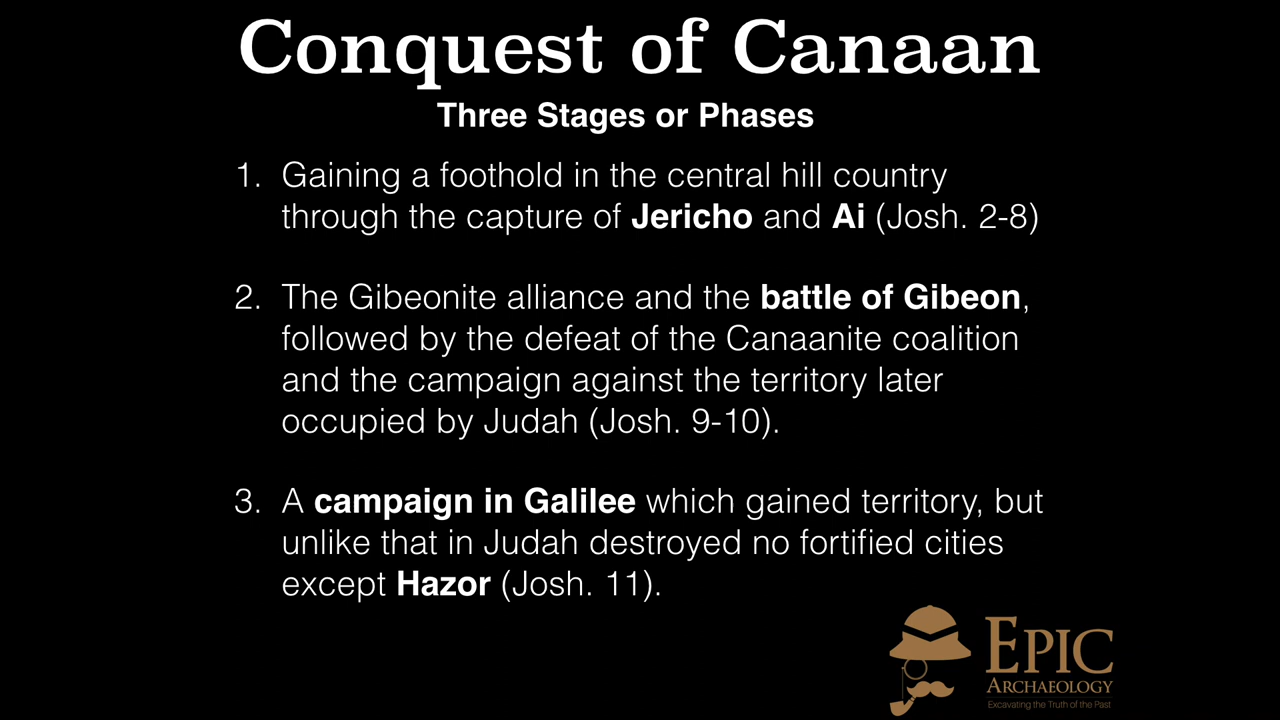 Conquest of Canaan
Three Stages or Phases
1. Gaining a foothold in the central hill country
through the capture of Jericho and Ai (Josh. 2-8)
2. The Gibeonite alliance and the battle of Gibeon,
followed by the defeat of the Canaanite coalition
and the campaign against the territory later
occupied by Judah (Josh. 9-10).
3. A campaign in Galilee which gained territory, but
unlike that in Judah destroyed no fortified cities
except Hazor (Josh. 11).
EPIC
ARCHAEOLOGY
Excavating the Truth of the Past